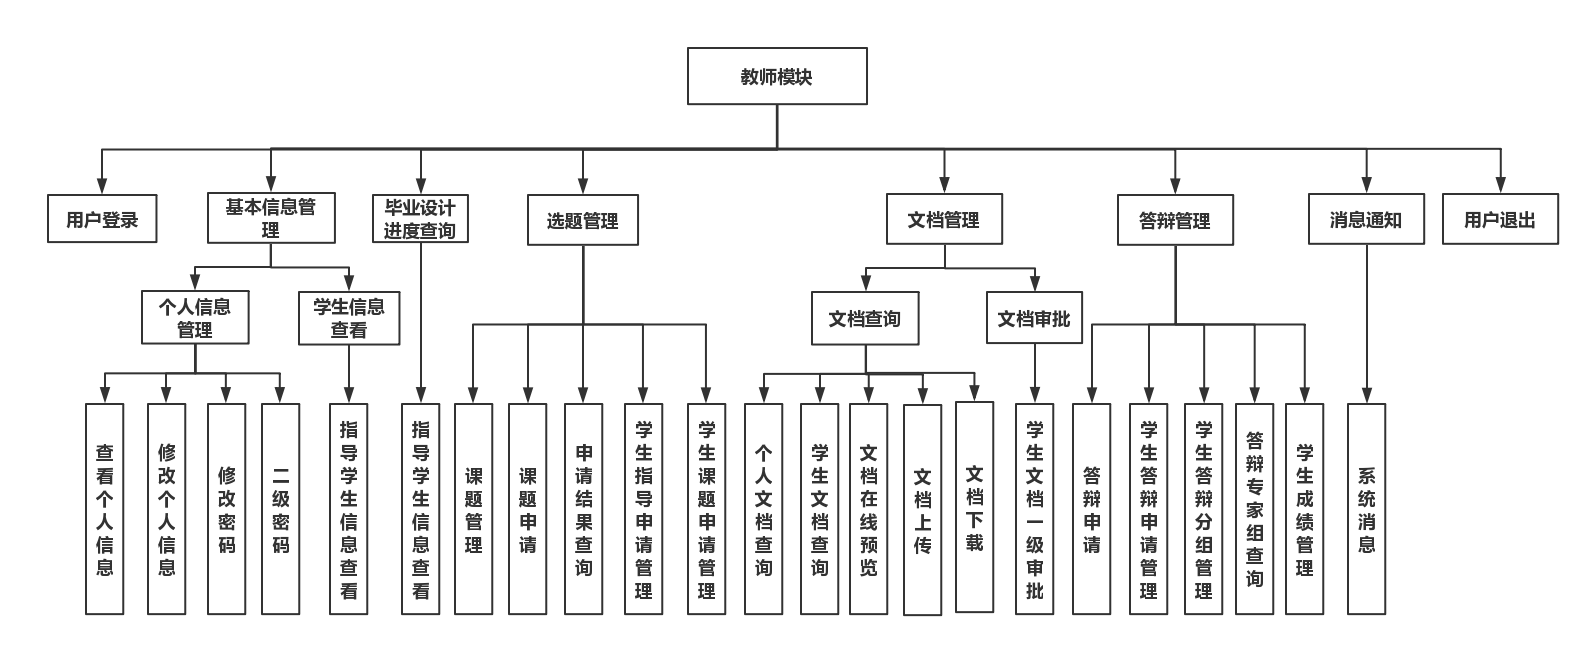 教师模块
用户登录
基本信息管
理
毕业设计
进度查询
选题管理
文档管理
答辩管理
消息通知
用户退出
个人信息
管理
学生信息
查看
文档查询
文档审批
查看个人信息
修改个人信息
修改密码
二级密码
指导学生信息查看
指导学生信息查看
课题管理
课题申请
申请结果查询
学生指导申请管理
学生课题申请管理
个人文档查询
学生文档查询
文档在线预览
文档上传
文档下载
学生文档一级审批
答辩申请
学生答辩申请管理
学生答辩分组管理
答辩专家组查询
学生成绩管理
系统消息